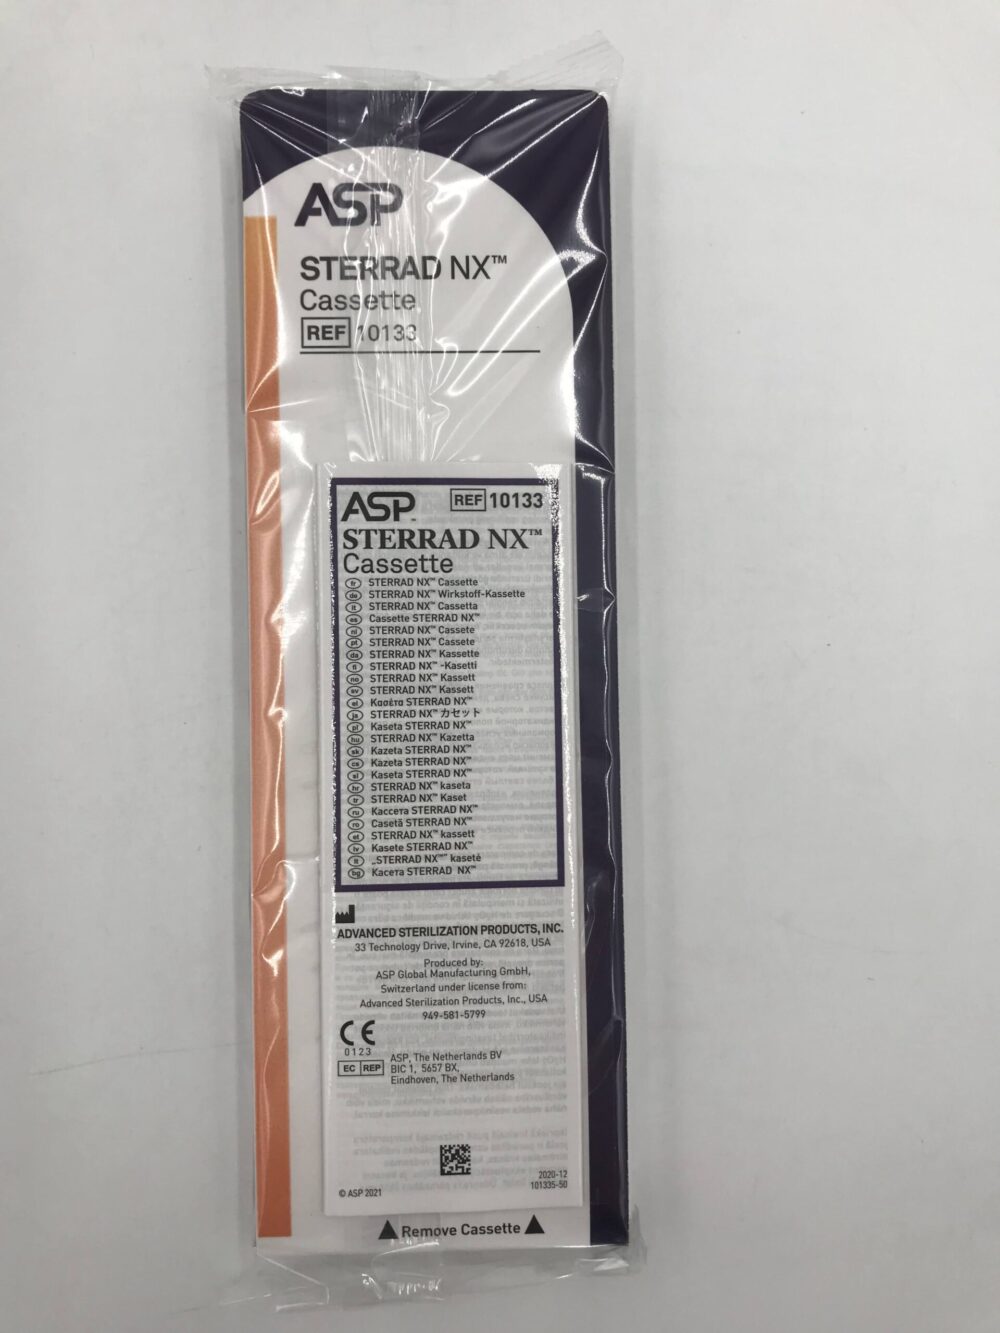 ASP
STERRAD NX™
Cassette
REF 10133
ASP™ REF 10133
STERRAD NX™
Cassette
fr STERRAD NX™ Cassette
de STERRAD NX™ Wirkstoff-Kassette
it STERRAD NX™ Cassetta
es Cassette STERRAD NX™
nl STERRAD NX™ Cassete
pt STERRAD NX™ Cassete
da STERRAD NX™ Kassette
fi STERRAD NX™ -Kasetti
no STERRAD NX™ Kassett
sv STERRAD NX™ Kassett
el Κασέτα STERRAD NX™
ja STERRAD NX™ カセット
pl Kaseta STERRAD NX™
hu STERRAD NX™ Kazetta
sk Kazeta STERRAD NX™
cs Kazeta STERRAD NX™
sl Kaseta STERRAD NX™
hr STERRAD NX™ kaseta
tr STERRAD NX™ Kaset
ru Кассета STERRAD NX™
ro Casetă STERRAD NX™
et STERRAD NX™ kassett
lv Kasete STERRAD NX™
lt „STERRAD NX™“ kasetė
bg Касета STERRAD NX™
ADVANCED STERILIZATION PRODUCTS, INC.
33 Technology Drive, Irvine, CA 92618, USA
Produced by:
ASP Global Manufacturing GmbH,
Switzerland under license from:
Advanced Sterilization Products, Inc., USA
949-581-5799
CE
0123
EC REP ASP, The Netherlands BV
BIC 1, 5657 BX,
Eindhoven, The Netherlands
2020-12
101335-50
© ASP 2021
Remove Cassette